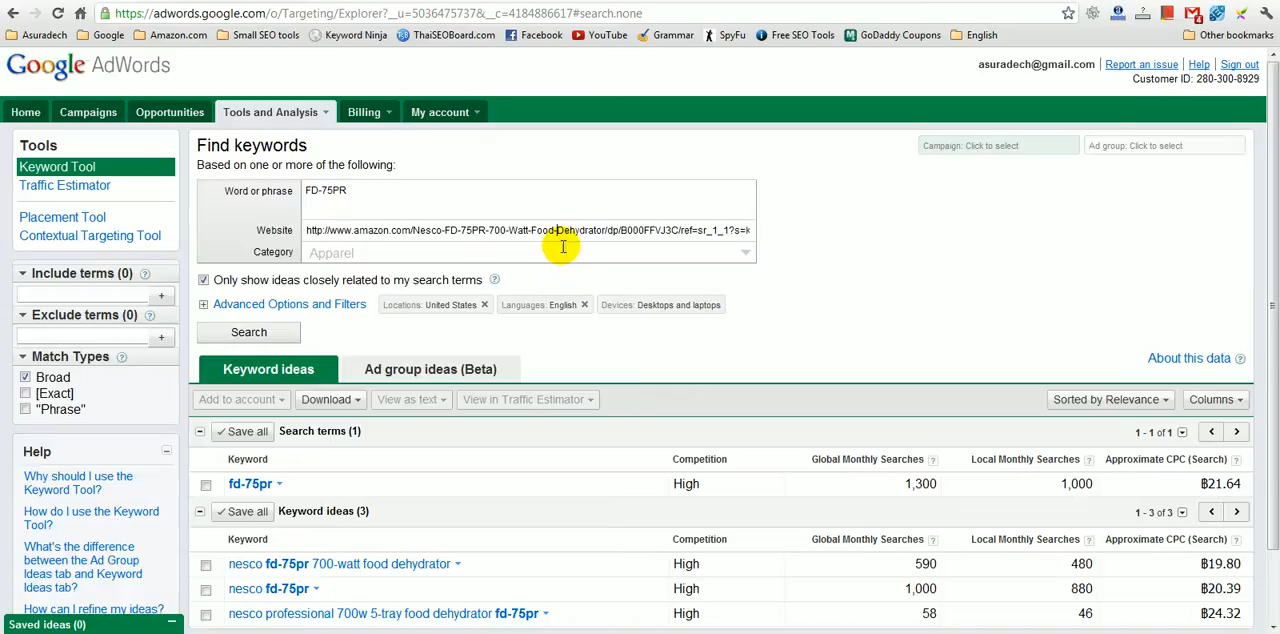 https://adwords.google.com/o/Targeting/Explorer?__u=5036475737&__c=4184886617#search.none
Asuradech Google Amazon.com Small SEO tools Keyword Ninja ThaiSEOBoard.com Facebook YouTube Grammar SpyFu Free SEO Tools GoDaddy Coupons English Other bookmarks
Google AdWords
asuradech@gmail.com Report an issue Help Sign out
Customer ID: 280-300-8929
Home Campaigns Opportunities Tools and Analysis Billing My account
Tools
Keyword Tool
Traffic Estimator
Placement Tool
Contextual Targeting Tool
Include terms (0) ?
+
Exclude terms (0) ?
+
Match Types ?
Broad
[Exact]
"Phrase"
Help
Why should I use the
Keyword Tool?
How do I use the Keyword
Tool?
What's the difference
between the Ad Group
Ideas tab and Keyword
Ideas tab?
How can I refine my ideas?
Saved ideas (0)
Find keywords
Based on one or more of the following:
Campaign: Click to select Ad group: Click to select
Word or phrase FD-75PR
Website http://www.amazon.com/Nesco-FD-75PR-700-Watt-Food-Dehydrator/dp/B000FFVJ3C/ref=sr_1_1?s=k
Category Apparel
Only show ideas closely related to my search terms ?
Advanced Options and Filters Locations: United States Languages: English Devices: Desktops and laptops
Search
Keyword ideas Ad group ideas (Beta) About this data ?
Add to account Download View as text View in Traffic Estimator Sorted by Relevance Columns
Save all Search terms (1) 1 - 1 of 1
Keyword Competition Global Monthly Searches ? Local Monthly Searches ? Approximate CPC (Search) ?
fd-75pr High 1,300 1,000 ฿21.64
Save all Keyword ideas (3) 1 - 3 of 3
Keyword Competition Global Monthly Searches ? Local Monthly Searches ? Approximate CPC (Search) ?
nesco fd-75pr 700-watt food dehydrator High 590 480 ฿19.80
nesco fd-75pr High 1,000 880 ฿20.39
nesco professional 700w 5-tray food dehydrator fd-75pr High 58 46 ฿24.32